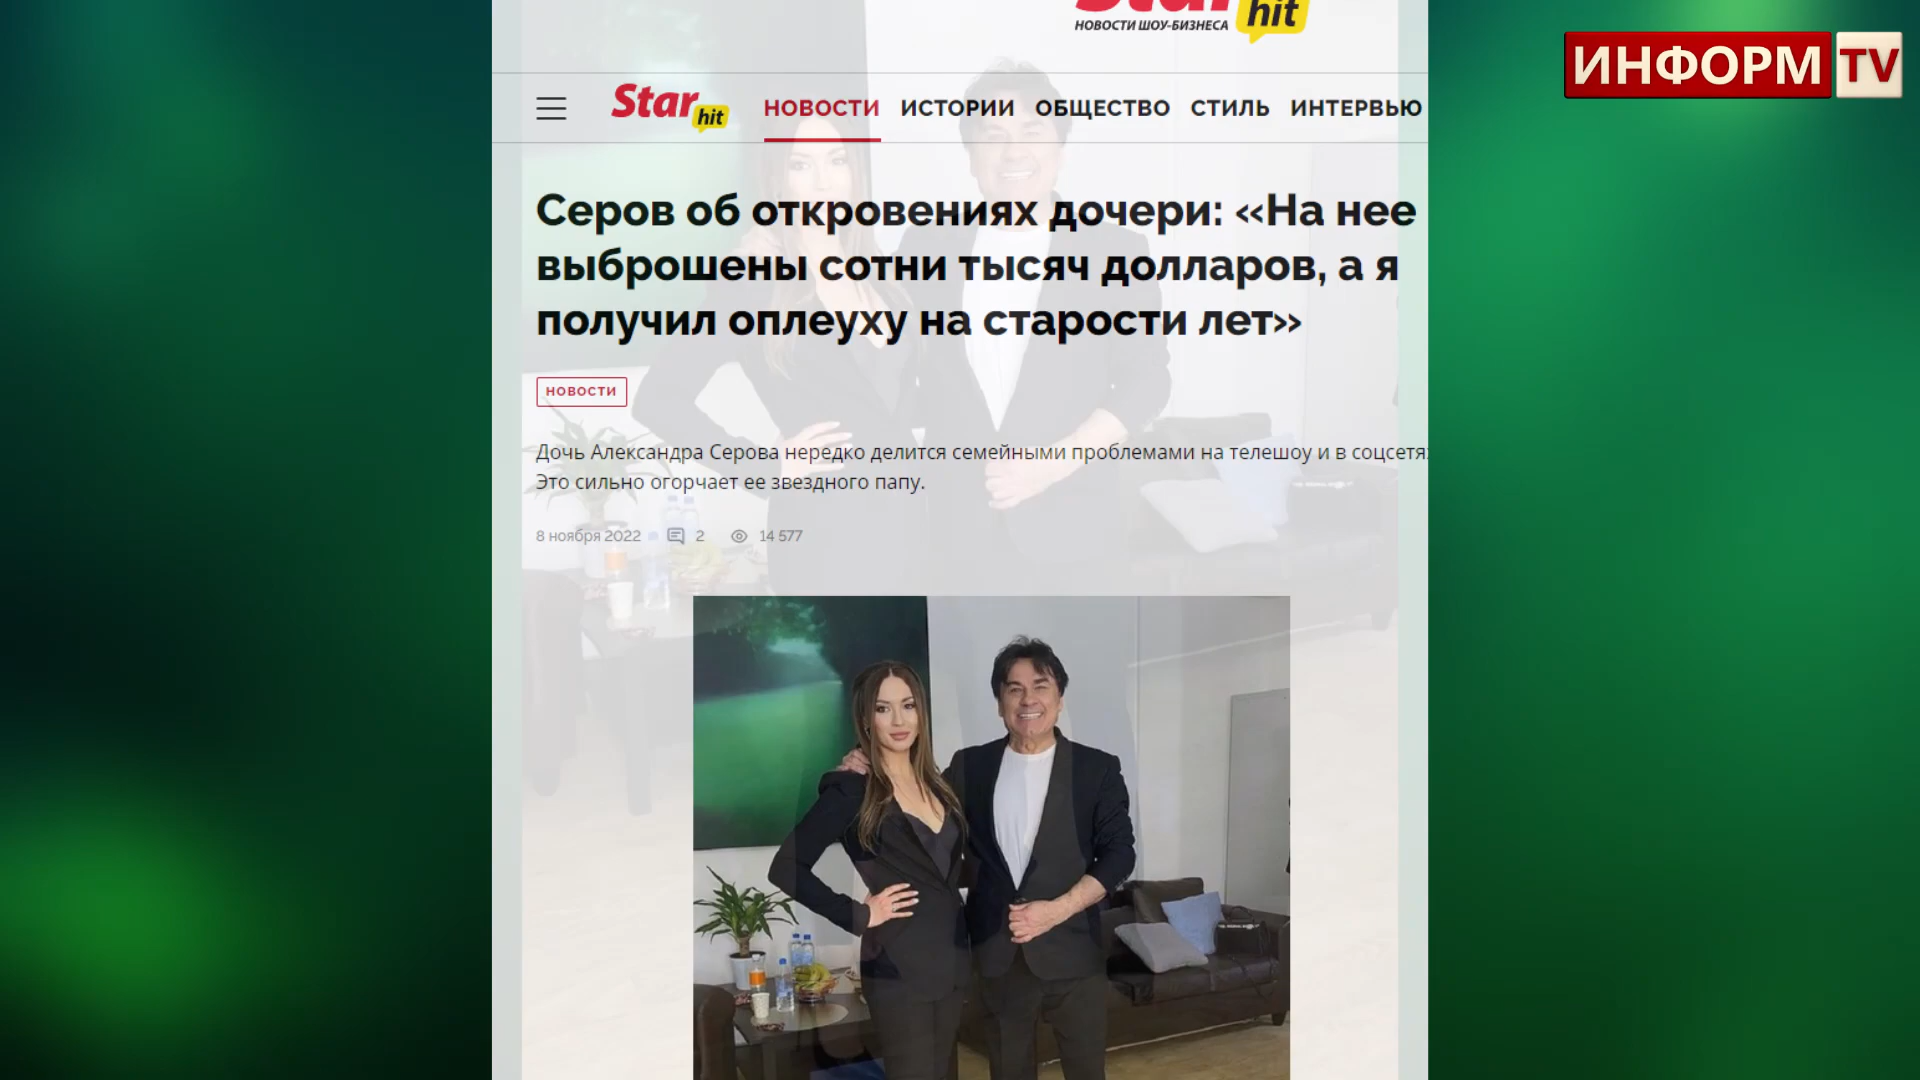 Star hit
НОВОСТИ ШОУ-БИЗНЕСА
ИНФОРМ TV
Star hit
НОВОСТИ ИСТОРИИ ОБЩЕСТВО СТИЛЬ ИНТЕРВЬЮ
Серов об откровениях дочери: «На нее
выброшены сотни тысяч долларов, а я
получил оплеуху на старости лет»
НОВОСТИ
Дочь Александра Серова нередко делится семейными проблемами на телешоу и в соцсетях
Это сильно огорчает ее звездного папу.
8 ноября 2022 2 14 577